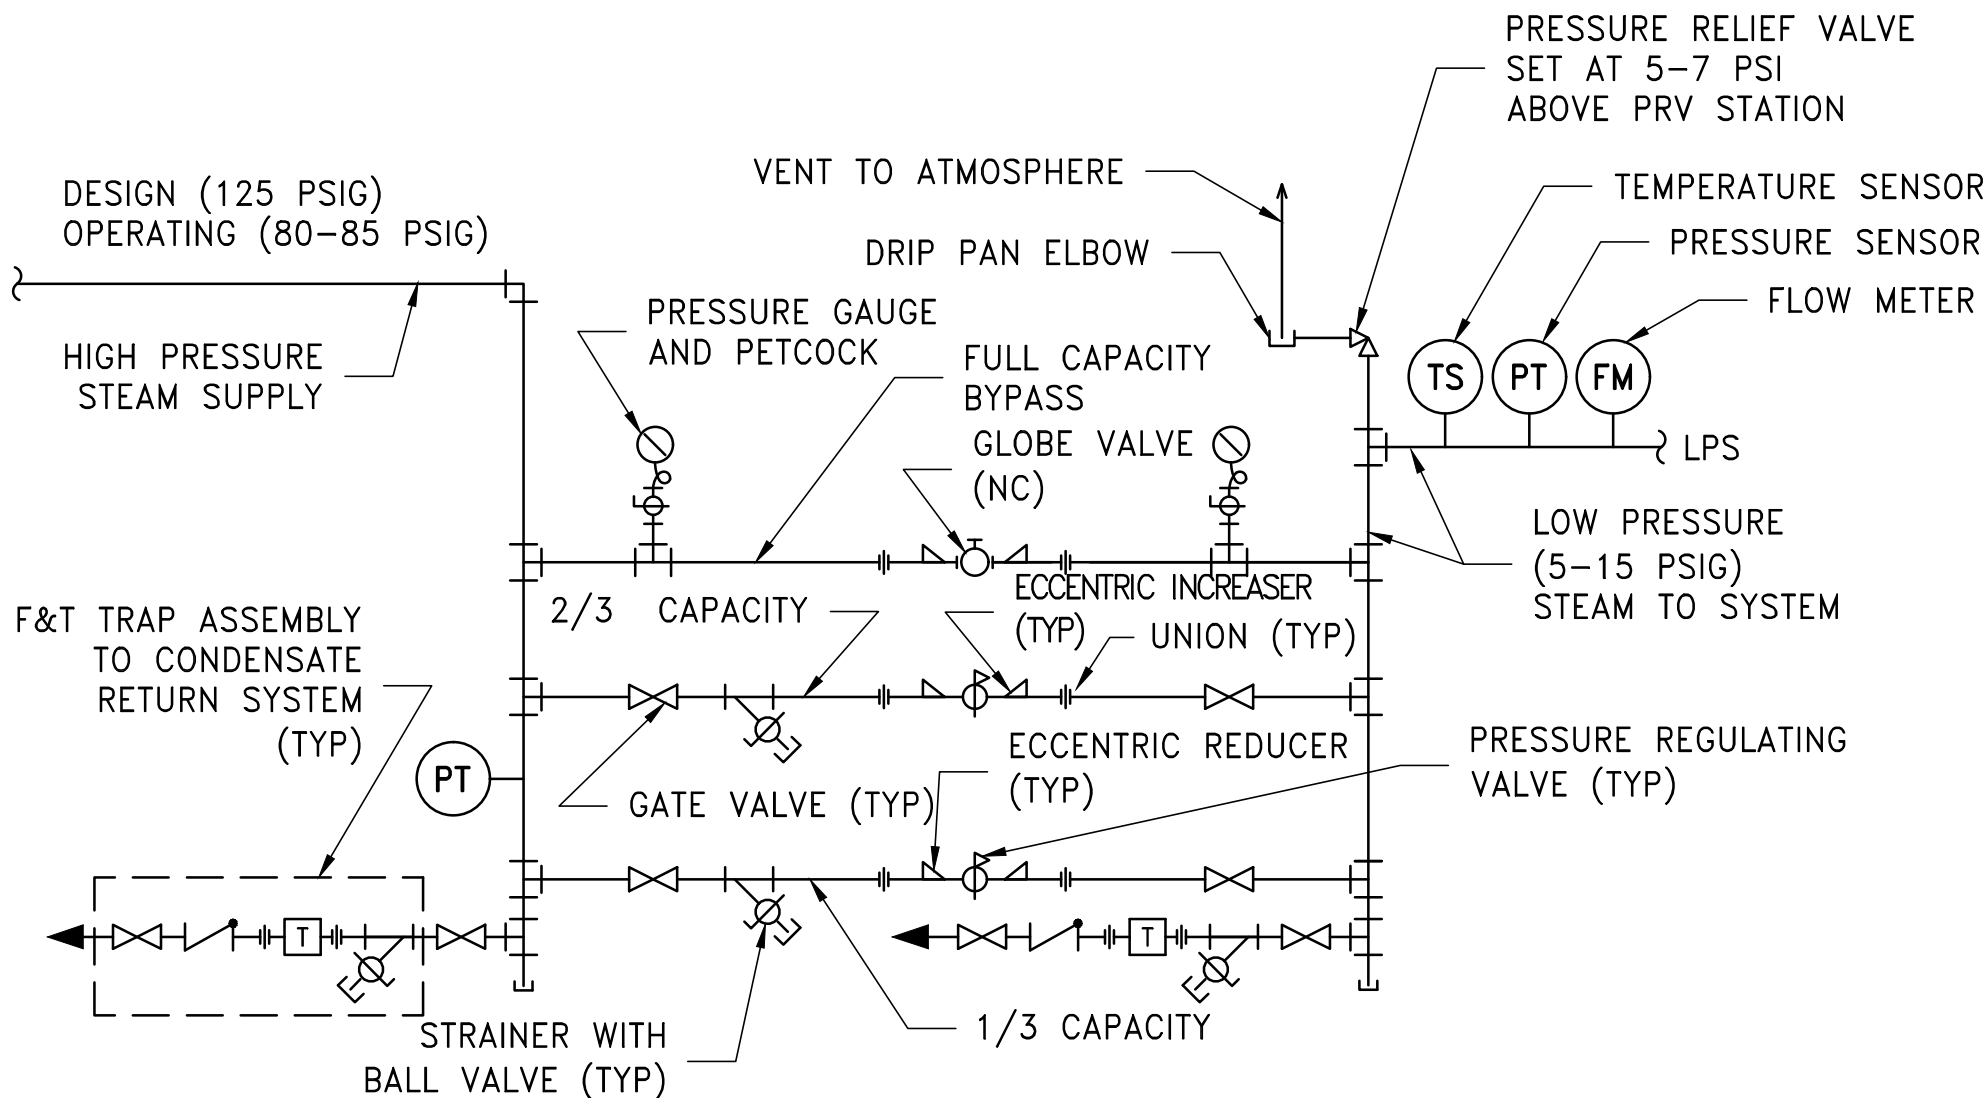 PRESSURE RELIEF VALVE
SET AT 5-7 PSI
ABOVE PRV STATION
VENT TO ATMOSPHERE
TEMPERATURE SENSOR
DESIGN (125 PSIG)
OPERATING (80-85 PSIG)
DRIP PAN ELBOW
PRESSURE SENSOR
FLOW METER
PRESSURE GAUGE
AND PETCOCK
HIGH PRESSURE
STEAM SUPPLY
FULL CAPACITY
BYPASS
TS
PT
FM
GLOBE VALVE
(NC)
LPS
LOW PRESSURE
(5-15 PSIG)
STEAM TO SYSTEM
2/3 CAPACITY
ECCENTRIC INCREASER
(TYP)
UNION (TYP)
F&T TRAP ASSEMBLY
TO CONDENSATE
RETURN SYSTEM
(TYP)
PT
GATE VALVE (TYP)
ECCENTRIC REDUCER
(TYP)
PRESSURE REGULATING
VALVE (TYP)
T
T
STRAINER WITH
BALL VALVE (TYP)
1/3 CAPACITY